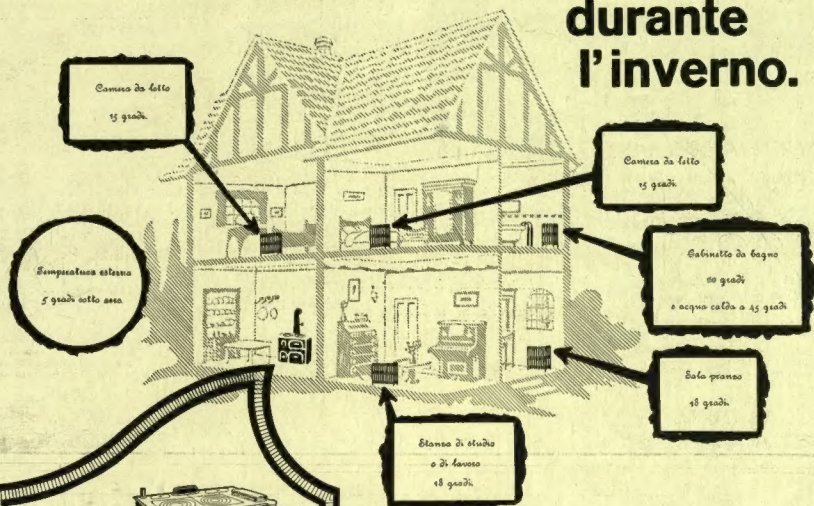 durante
l'inverno.
Camera da letto
15 gradi.
Camera da letto
15 gradi.
Temperatura esterna
5 gradi sotto zero.
Gabinetto da bagno
20 gradi,
e acqua calda a 45 gradi
Sala pranzo
18 gradi.
Stanza di studio
o di lavoro
18 gradi.